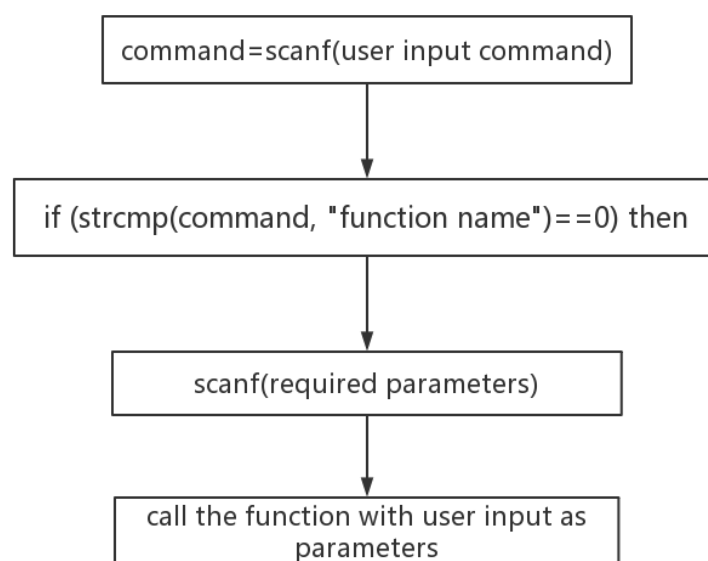 command=scanf(user input command)
if (strcmp(command, "function name")==0) then
scanf(required parameters)
call the function with user input as
parameters